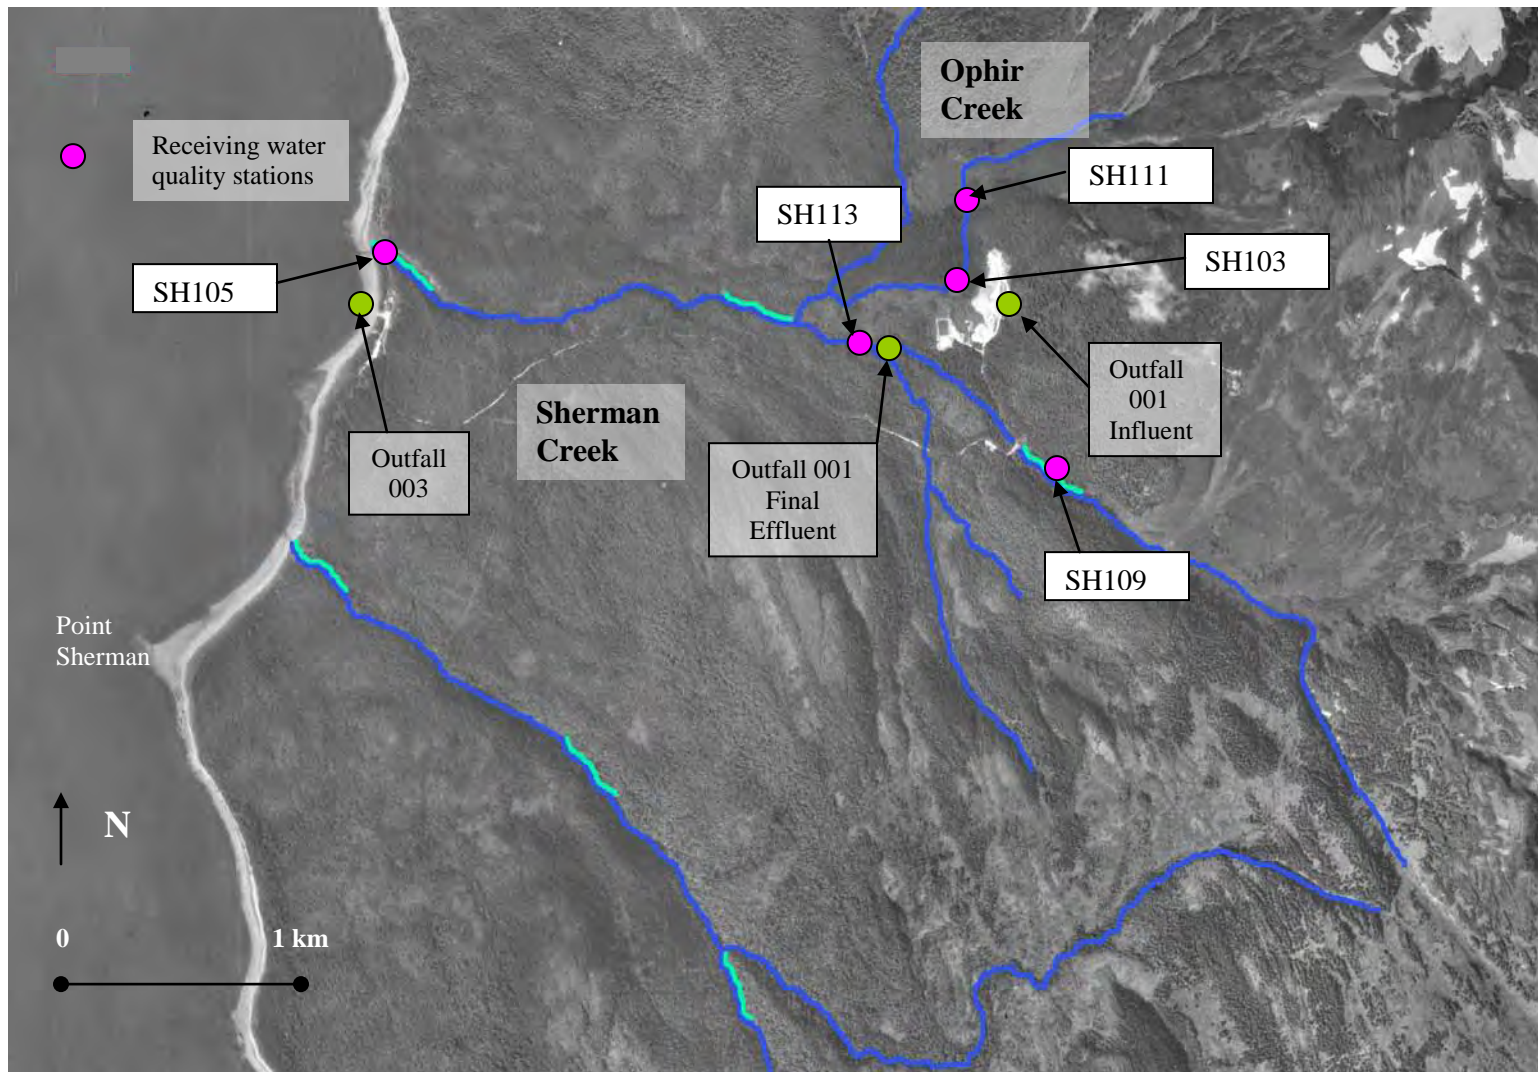 Ophir
Creek
Receiving water
quality stations
SH111
SH113
SH103
SH105
Outfall
001
Influent
Sherman
Creek
Outfall
003
Outfall 001
Final
Effluent
SH109
Point
Sherman
N
0
1 km